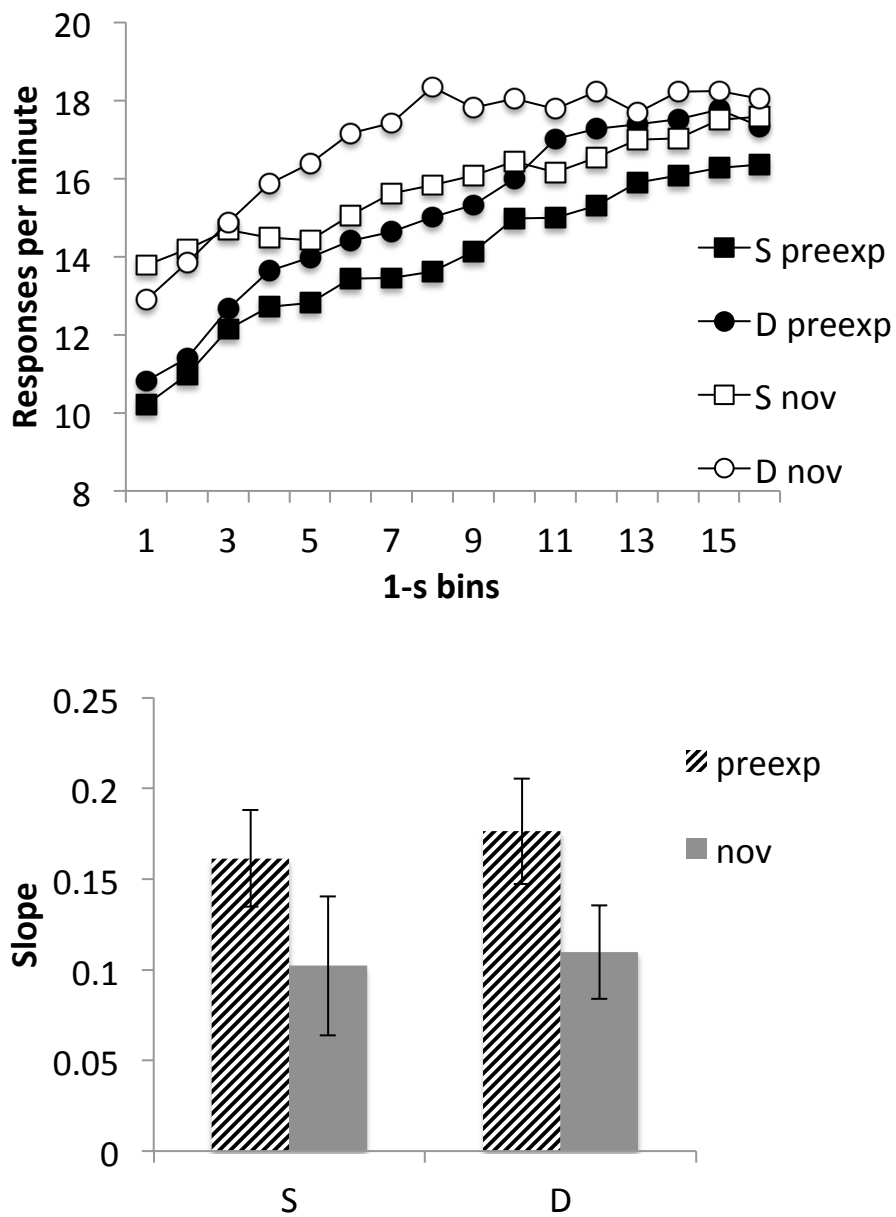 20
18
16
14
12
10
8
Responses per minute
1 3 5 7 9 11 13 15
1-s bins
S preexp
D preexp
S nov
D nov
0.25
0.2
0.15
0.1
0.05
0
Slope
S D
preexp
nov